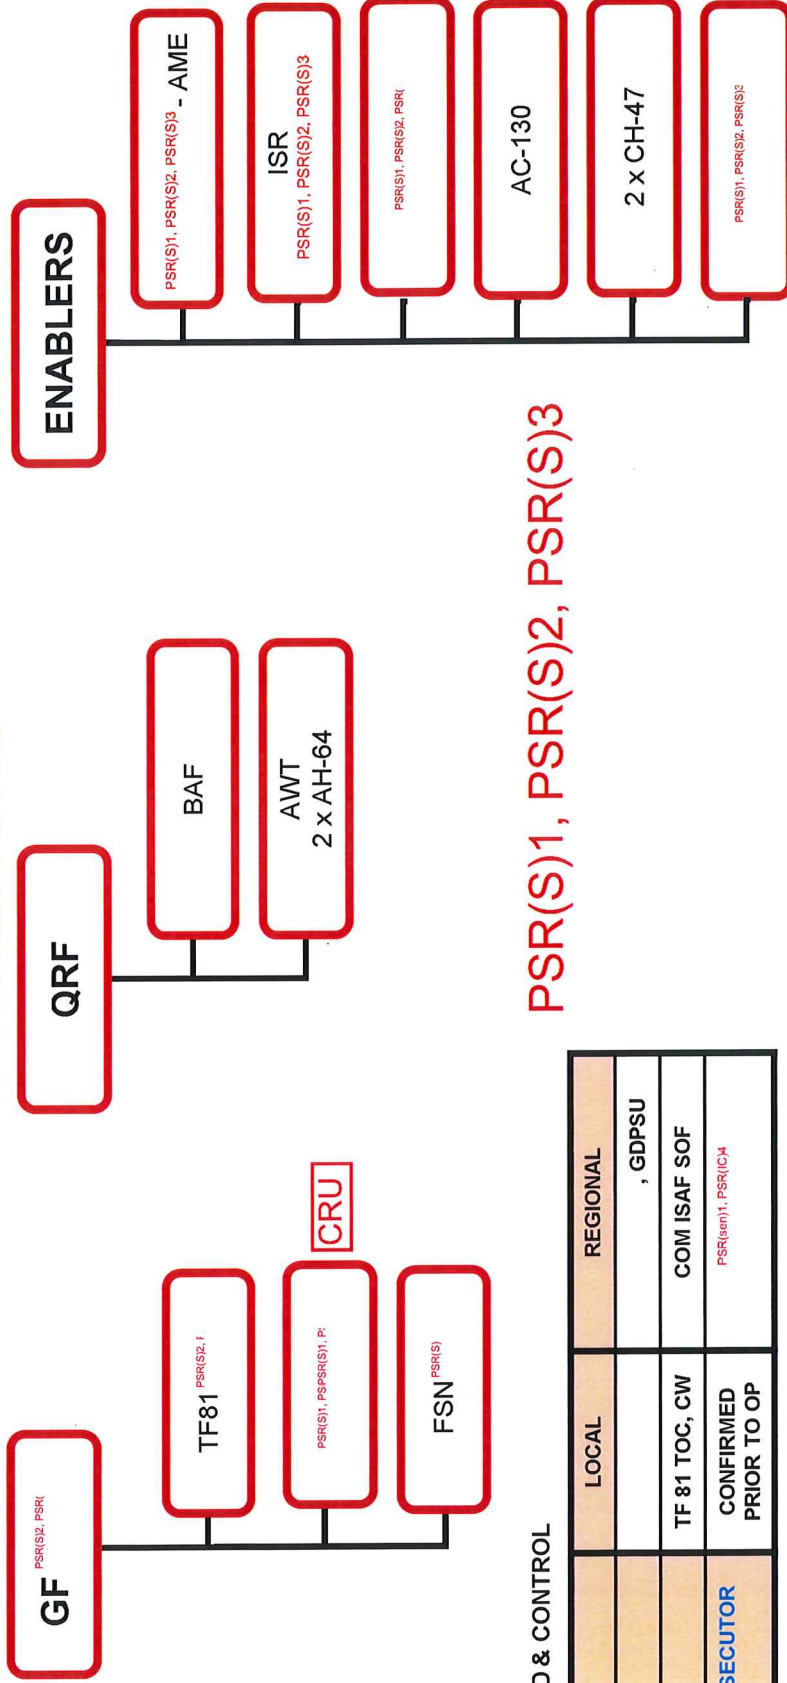 GF PSR(S)2, PSR(
TF81 PSR(S)2, F
PSR(S)1, PSPSR(S)1, P:
CRU
FSN PSR(S)
QRF
BAF
AWT
2 x AH-64
ENABLERS
PSR(S)1, PSR(S)2, PSR(S)3 - AME
ISR
PSR(S)1, PSR(S)2, PSR(S)3
PSR(S)1, PSR(S)2, PSR(
AC-130
2 x CH-47
PSR(S)1, PSR(S)2, PSR(S)3
PSR(S)1, PSR(S)2, PSR(S)3
D & CONTROL
LOCAL
REGIONAL
, GDPSU
TF 81 TOC, CW
COM ISAF SOF
SECUTOR
CONFIRMED
PRIOR TO OP
PSR(sen)1, PSR(IC)4